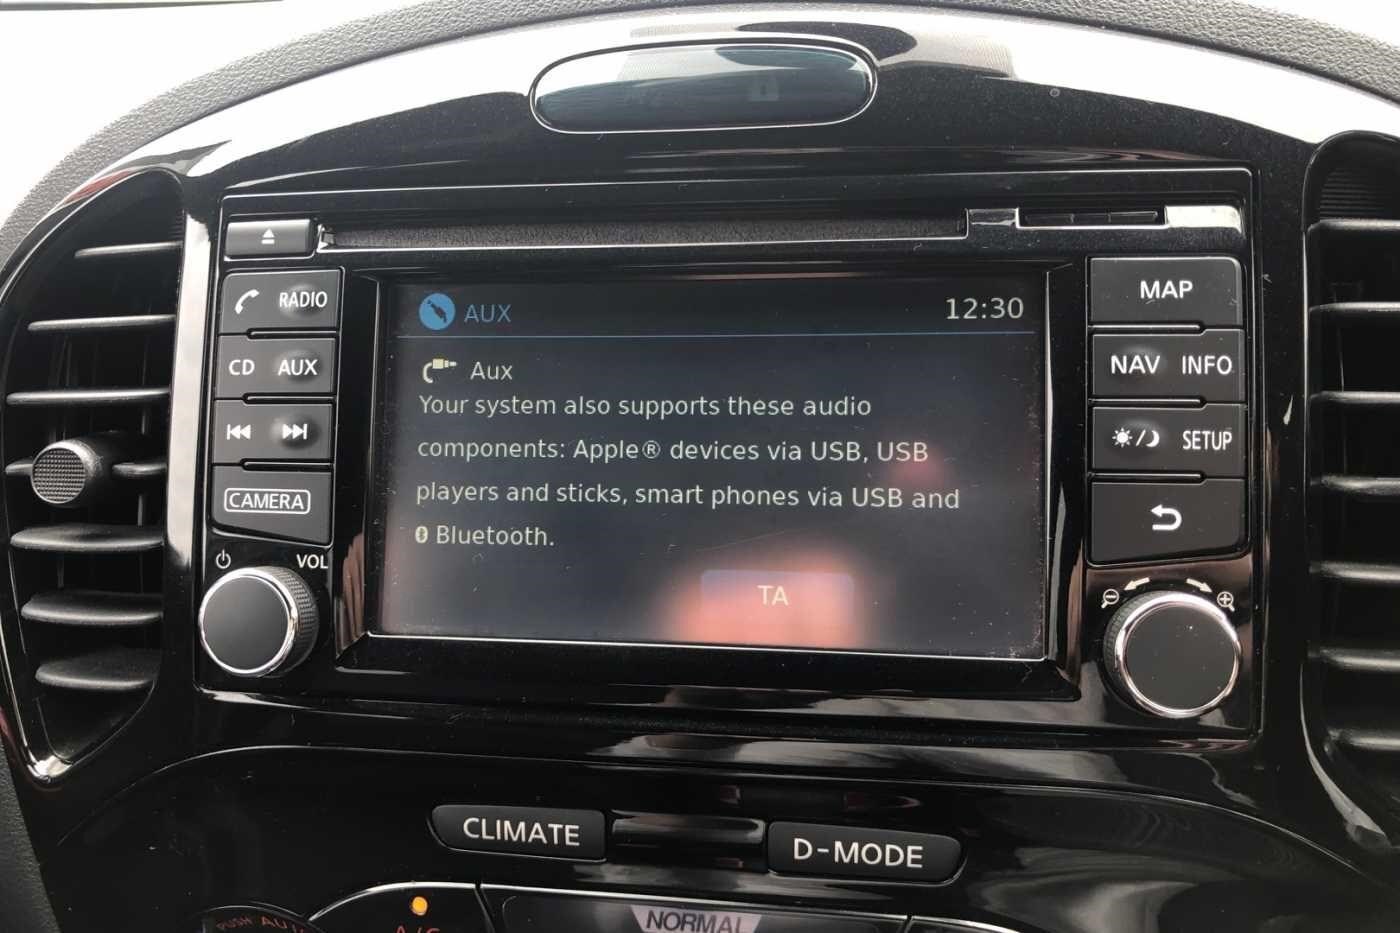 AUX 12:30
Aux
Your system also supports these audio
components: Apple® devices via USB, USB
players and sticks, smart phones via USB and
Bluetooth.
TA
RADIO
CD AUX
CAMERA
VOL
MAP
NAV INFO
SETUP
CLIMATE D-MODE
NORMAL